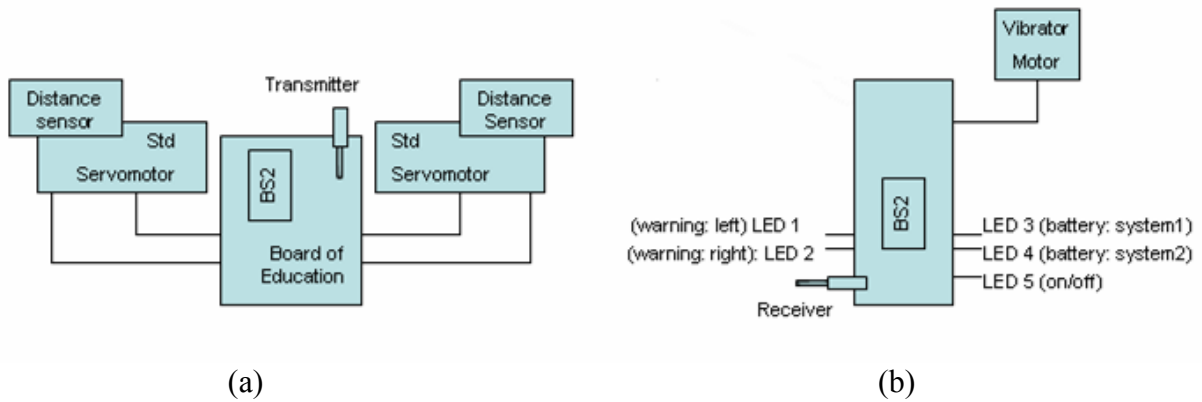 Transmitter
Distance
sensor
Std
Servomotor
BS2
Board of
Education
Distance
Sensor
Std
Servomotor
(a)
Vibrator
Motor
BS2
(warning: left) LED 1
(warning: right): LED 2
Receiver
LED 3 (battery: system1)
LED 4 (battery: system2)
LED 5 (on/off)
(b)